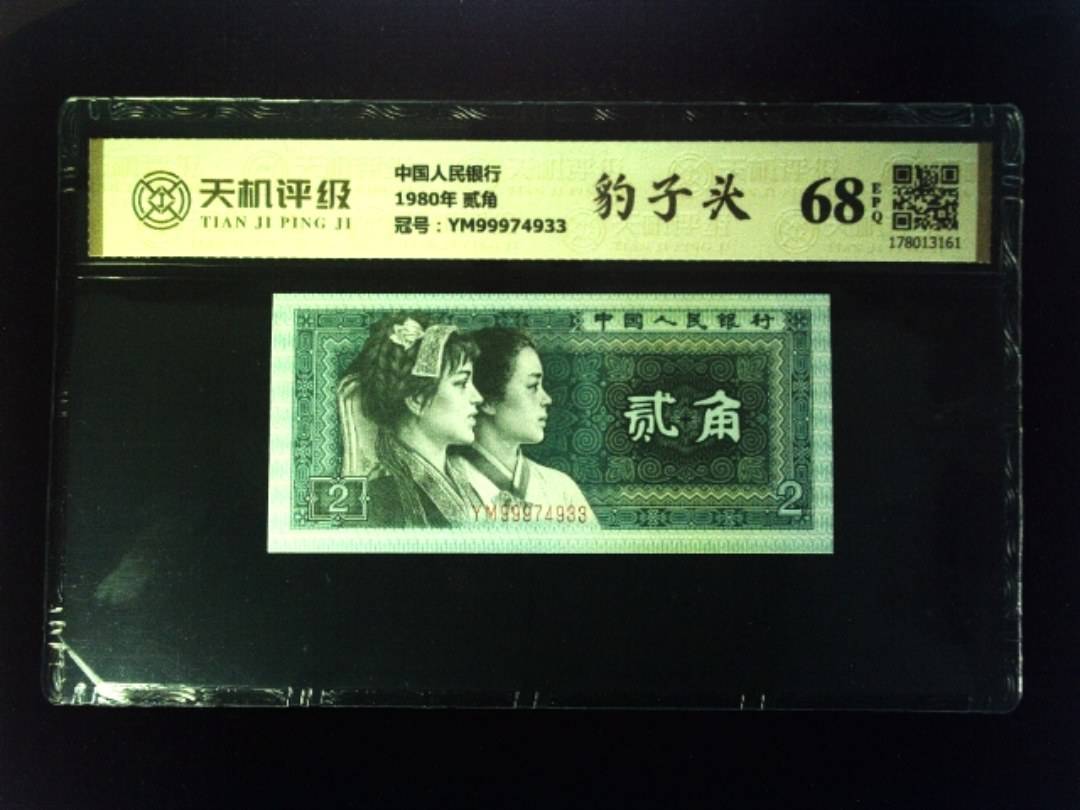 天机评级
TIAN JI PING JI
中国人民银行
1980年 贰角
冠号：YM99974933
豹子头
68
EPQ
178013161
中国人民银行
贰角
2
YM99974933
2